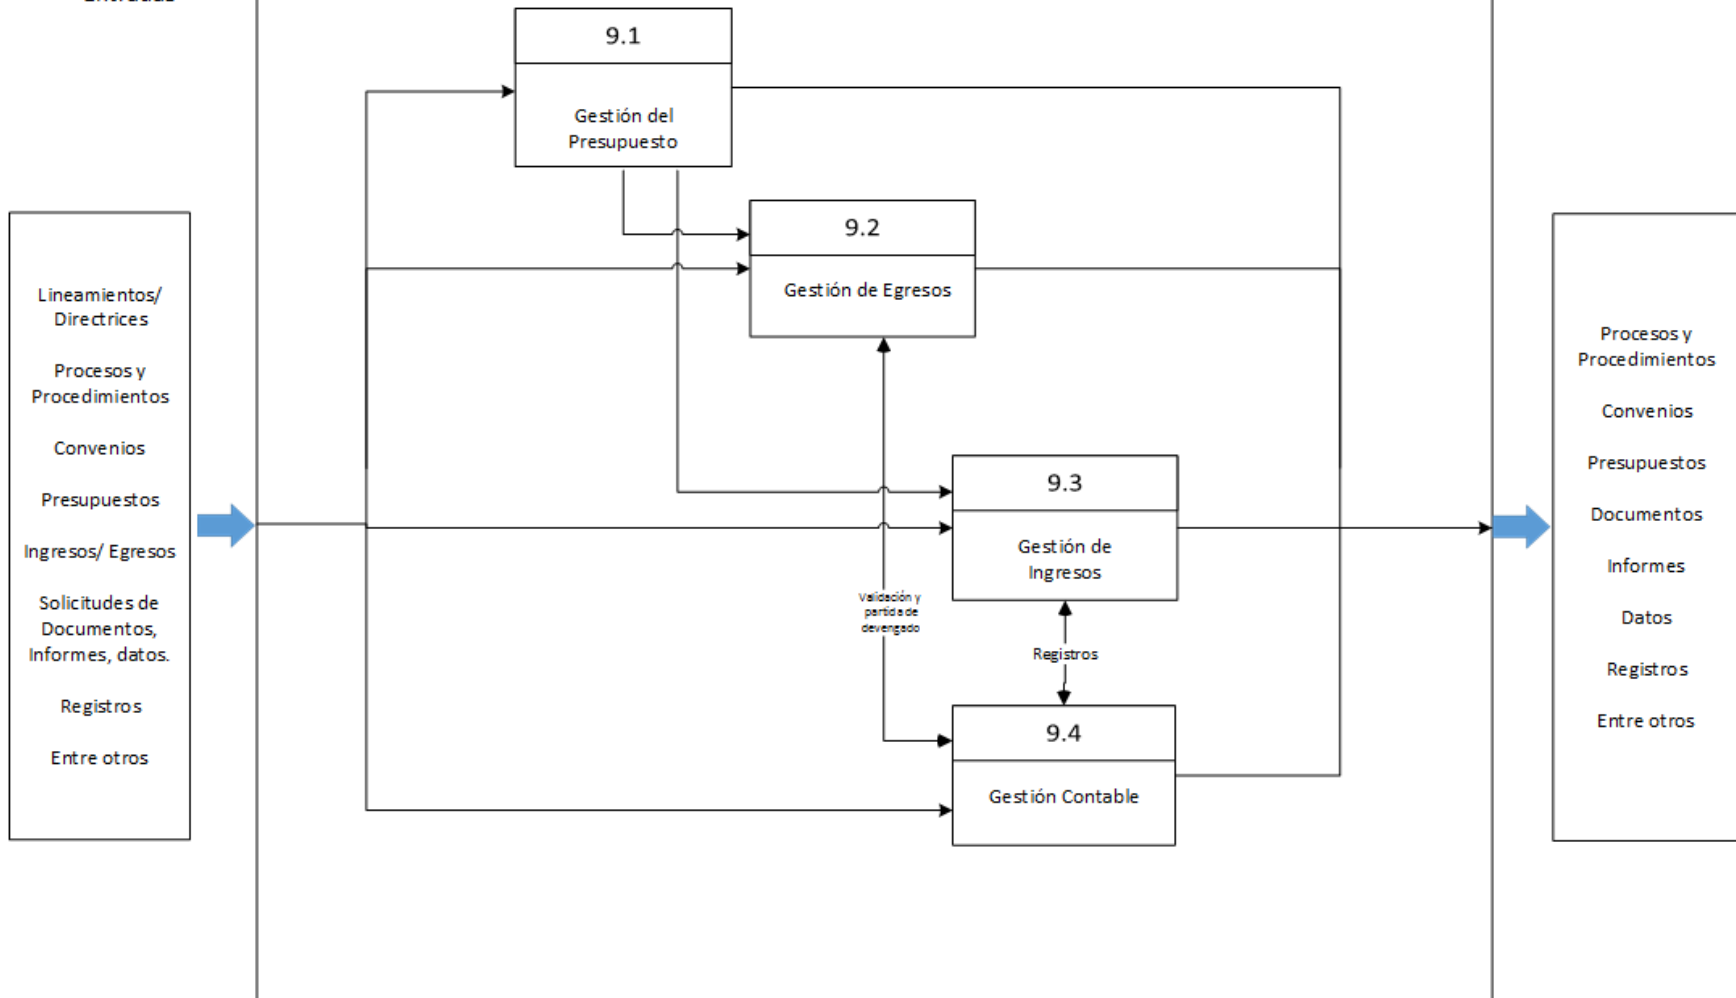 9.1
Gestión del
Presupuesto
9.2
Gestión de Egresos
Lineamientos/
Directrices
Procesos y
Procedimientos
Convenios
Presupuestos
Ingresos/ Egresos
Solicitudes de
Documentos,
Informes, datos.
Registros
Entre otros
9.3
Gestión de
Ingresos
Validación y
partida de
devengado
Registros
9.4
Gestión Contable
Procesos y
Procedimientos
Convenios
Presupuestos
Documentos
Informes
Datos
Registros
Entre otros